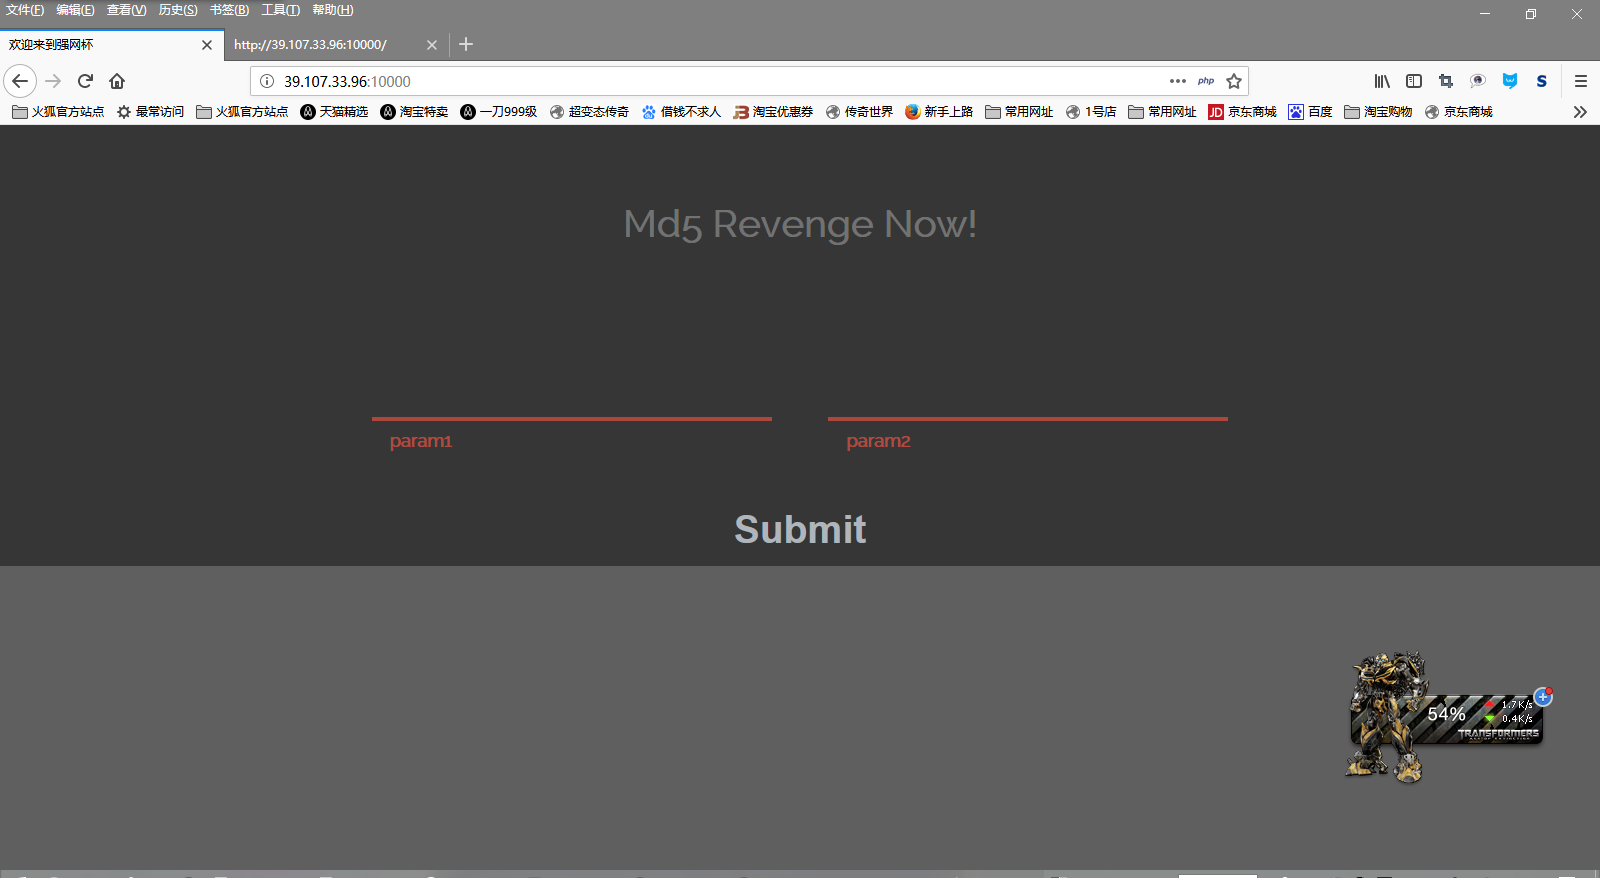 文件(F) 编辑(E) 查看(V) 历史(S) 书签(B) 工具(T) 帮助(H)
欢迎来到强网杯 http://39.107.33.96:10000/
39.107.33.96:10000 php S
火狐官方站点 最常访问 火狐官方站点 天猫精选 淘宝特卖 一刀999级 超变态传奇 借钱不求人 淘宝优惠券 传奇世界 新手上路 常用网址 1号店 常用网址 JD 京东商城 百度 淘宝购物 京东商城
Md5 Revenge Now!
param1 param2
Submit
54% 1.7K/s
0.4K/s
TRANSFORMERS